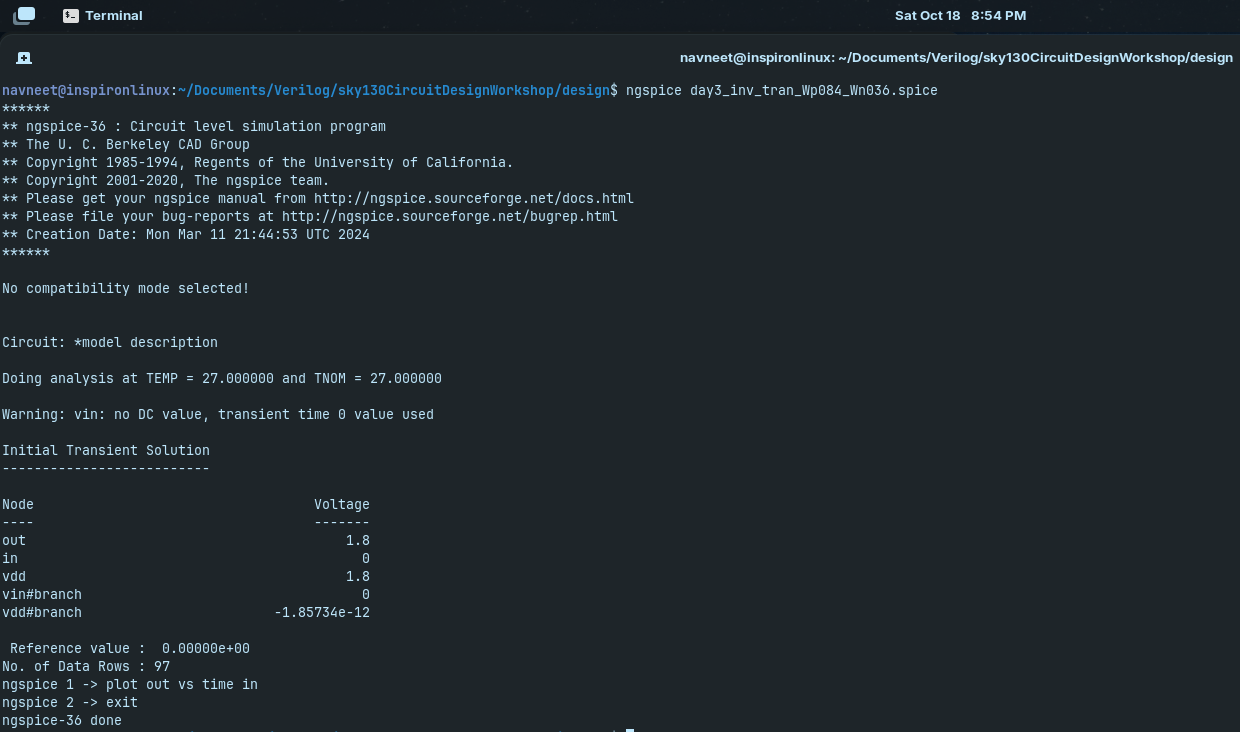 Terminal
Sat Oct 18 8:54 PM
navneet@inspironlinux: ~/Documents/Verilog/sky130CircuitDesignWorkshop/design
navneet@inspironlinux:~/Documents/Verilog/sky130CircuitDesignWorkshop/design$ ngspice day3_inv_tran_Wp084_Wn036.spice
******
** ngspice-36 : Circuit level simulation program
** The U. C. Berkeley CAD Group
** Copyright 1985-1994, Regents of the University of California.
** Copyright 2001-2020, The ngspice team.
** Please get your ngspice manual from http://ngspice.sourceforge.net/docs.html
** Please file your bug-reports at http://ngspice.sourceforge.net/bugrep.html
** Creation Date: Mon Mar 11 21:44:53 UTC 2024
******
No compatibility mode selected!
Circuit: *model description
Doing analysis at TEMP = 27.000000 and TNOM = 27.000000
Warning: vin: no DC value, transient time 0 value used
Initial Transient Solution
--------------------------
Node Voltage
---- -------
out 1.8
in 0
vdd 1.8
vin#branch 0
vdd#branch -1.85734e-12
Reference value : 0.00000e+00
No. of Data Rows : 97
ngspice 1 -> plot out vs time in
ngspice 2 -> exit
ngspice-36 done